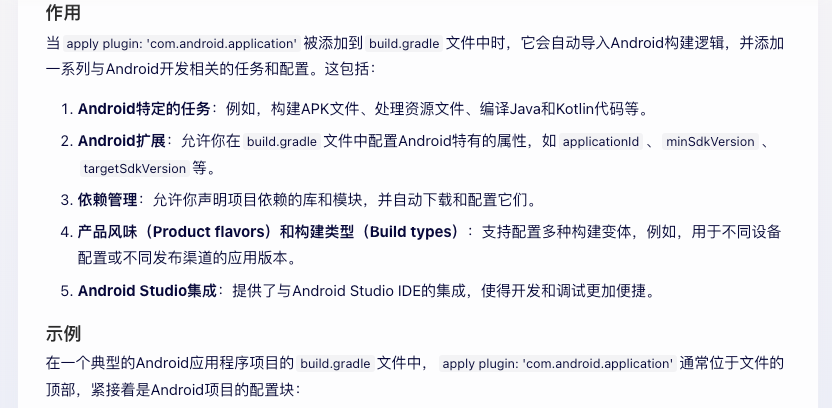 作用
当 apply plugin: 'com.android.application' 被添加到 build.gradle 文件中时，它会自动导入Android构建逻辑，并添加
一系列与Android开发相关的任务和配置。这包括：
1. Android特定的任务：例如，构建APK文件、处理资源文件、编译Java和Kotlin代码等。
2. Android扩展：允许你在 build.gradle 文件中配置Android特有的属性，如 applicationId 、 minSdkVersion 、
targetSdkVersion 等。
3. 依赖管理：允许你声明项目依赖的库和模块，并自动下载和配置它们。
4. 产品风味（Product flavors）和构建类型（Build types）：支持配置多种构建变体，例如，用于不同设备
配置或不同发布渠道的应用版本。
5. Android Studio集成：提供了与Android Studio IDE的集成，使得开发和调试更加便捷。
示例
在一个典型的Android应用程序项目的 build.gradle 文件中， apply plugin: 'com.android.application' 通常位于文件的
顶部，紧接着是Android项目的配置块：